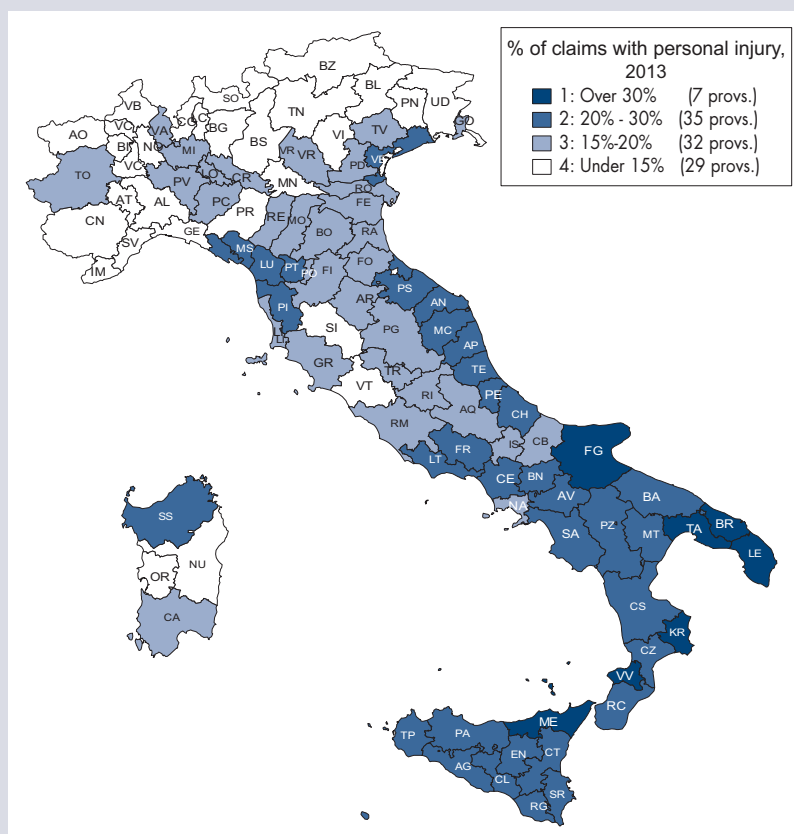 % of claims with personal injury,
2013
1: Over 30% (7 provs.)
2: 20% - 30% (35 provs.)
3: 15%-20% (32 provs.)
4: Under 15% (29 provs.)
BZ
BL
SO
TN
PN
UD
VB
AO
BG
BS
VI
TV
GO
VA
MI
VR
VR
PD
TO
PV
CR
MN
RO
AT
AL
PC
PR
RE
MO
FE
CN
GE
BO
RA
SV
MS
IM
LU
PT
PO
FI
FO
PS
PI
AR
AN
MC
SI
PG
AP
GR
TR
TE
VT
RI
PE
AQ
CH
RM
IS
CB
FR
LT
FG
CE
BN
NA
AV
BA
SA
PZ
MT
TA
BR
LE
SS
NU
OR
CA
CS
KR
CZ
VV
RC
ME
TP
PA
EN
CT
AG
CL
SR
RG